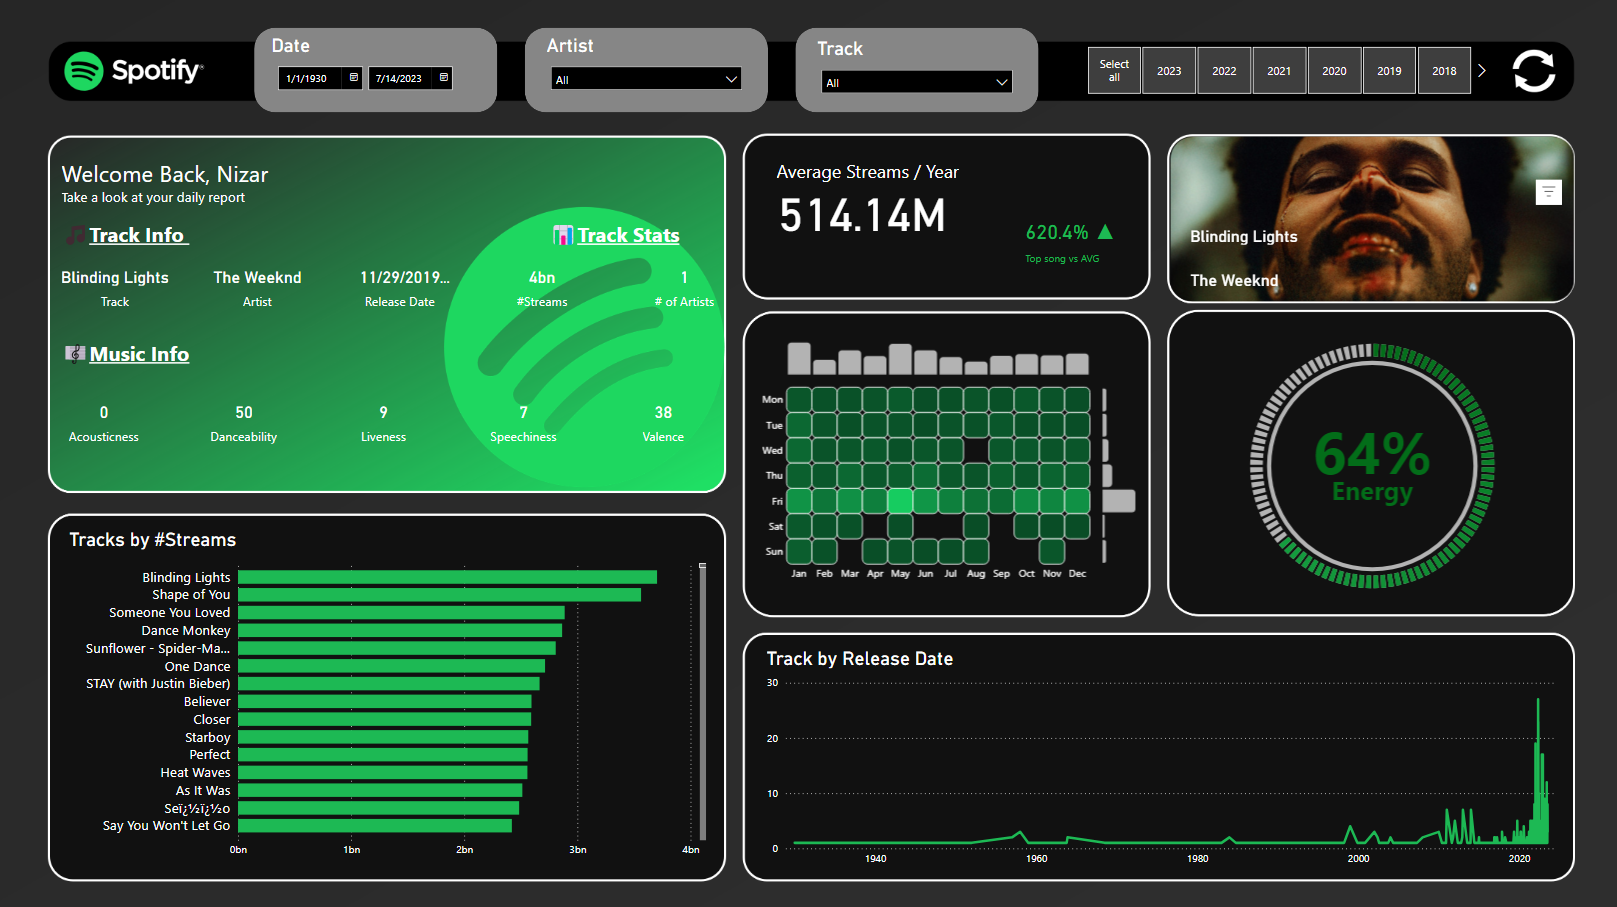 Spotify
Date
1/1/1930
7/14/2023
Artist
All
Track
All
Select all
2023
2022
2021
2020
2019
2018
Welcome Back, Nizar
Take a look at your daily report
Track Info
Track Stats
Blinding Lights
The Weeknd
11/29/2019...
4bn
1
Track
Artist
Release Date
#Streams
# of Artists
Music Info
0
50
9
7
38
Acousticness
Danceability
Liveness
Speechiness
Valence
Average Streams / Year
514.14M
620.4% ▲
Top song vs AVG
Blinding Lights
The Weeknd
Mon
Tue
Wed
Thu
Fri
Sat
Sun
Jan Feb Mar Apr May Jun Jul Aug Sep Oct Nov Dec
64%
Energy
Tracks by #Streams
Blinding Lights
Shape of You
Someone You Loved
Dance Monkey
Sunflower - Spider-Ma...
One Dance
STAY (with Justin Bieber)
Believer
Closer
Starboy
Perfect
Heat Waves
As It Was
Seï¿½ï¿½o
Say You Won't Let Go
0bn 1bn 2bn 3bn 4bn
Track by Release Date
30
20
10
0
1940 1960 1980 2000 2020